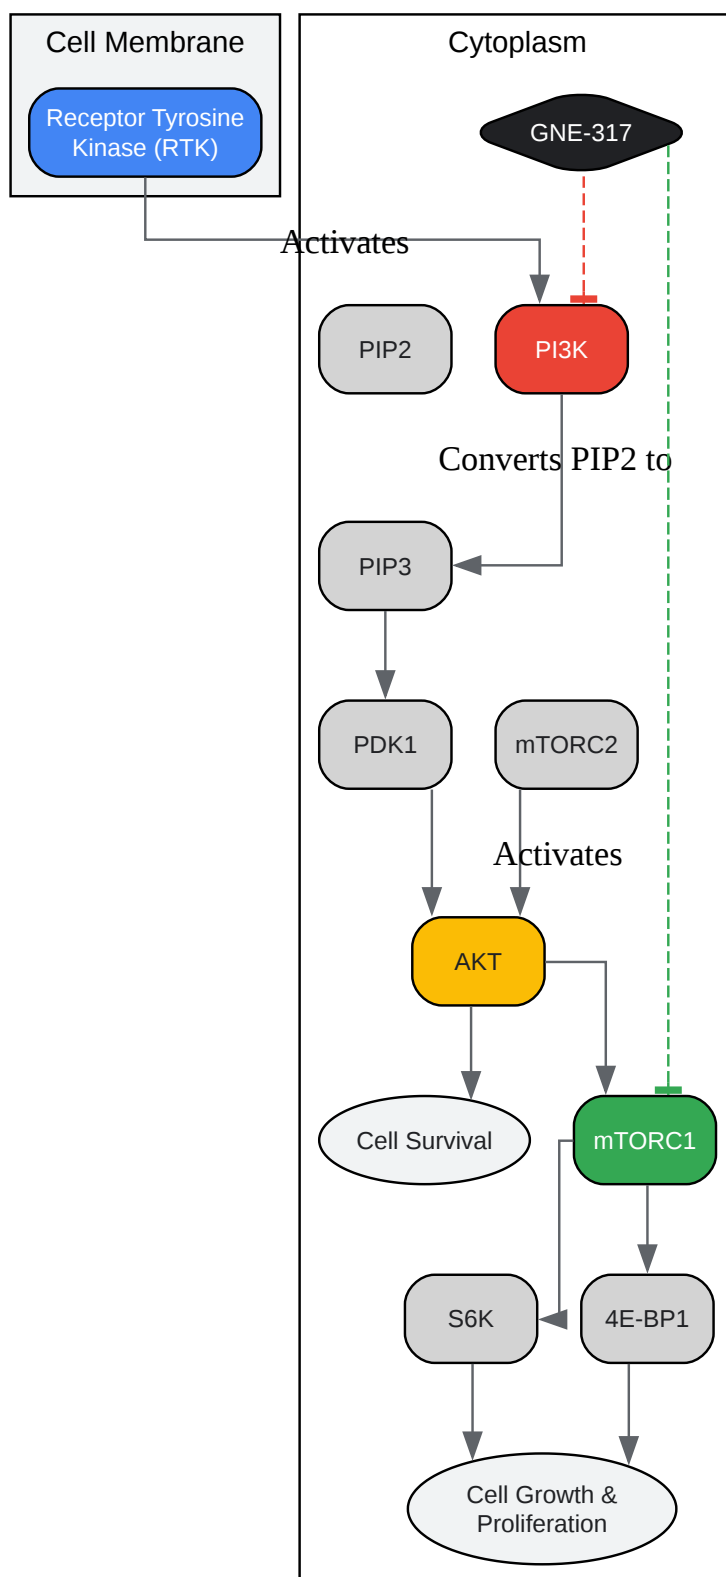 Cell Membrane
Cytoplasm
Receptor Tyrosine
Kinase (RTK)
GNE-317
Activates
PIP2
PI3K
Converts PIP2 to
PIP3
PDK1
mTORC2
Activates
AKT
Cell Survival
mTORC1
S6K
4E-BP1
Cell Growth &
Proliferation